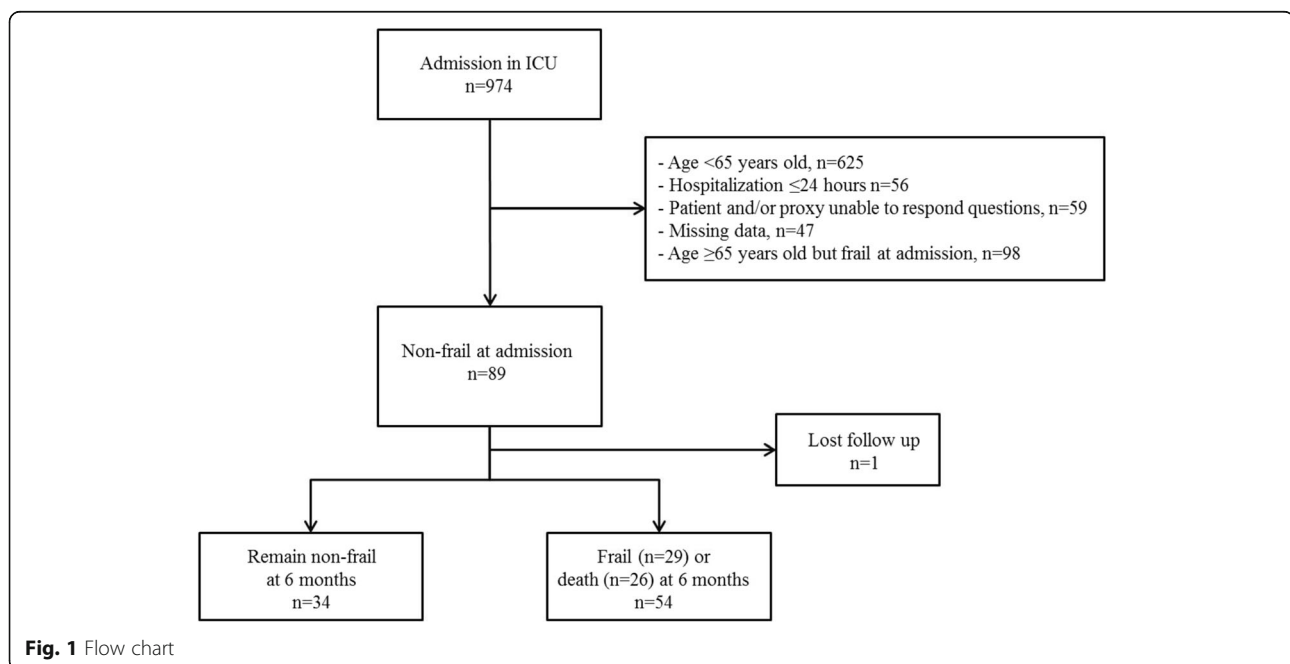 Admission in ICU
n=974
- Age <65 years old, n=625
- Hospitalization ≤24 hours n=56
- Patient and/or proxy unable to respond questions, n=59
- Missing data, n=47
- Age ≥65 years old but frail at admission, n=98
Non-frail at admission
n=89
Lost follow up
n=1
Remain non-frail
at 6 months
n=34
Frail (n=29) or
death (n=26) at 6 months
n=54
Fig. 1 Flow chart